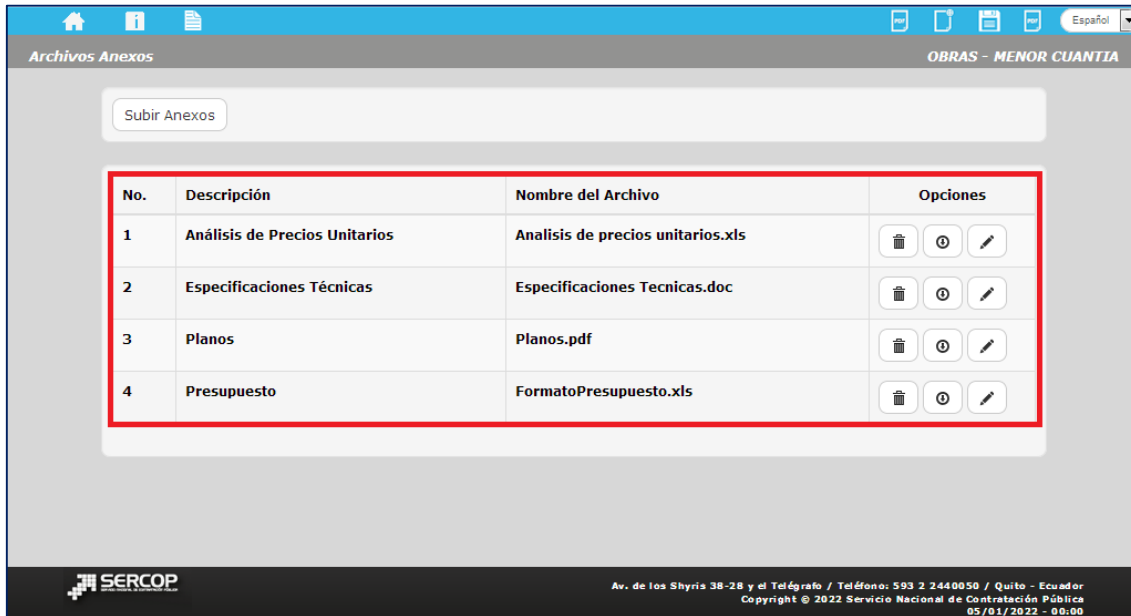 PDF PDF Español
Archivos Anexos OBRAS - MENOR CUANTIA
Subir Anexos
No. Descripción Nombre del Archivo Opciones
1 Análisis de Precios Unitarios Analisis de precios unitarios.xls
2 Especificaciones Técnicas Especificaciones Tecnicas.doc
3 Planos Planos.pdf
4 Presupuesto FormatoPresupuesto.xls
SERCOP
Av. de los Shyris 38-28 y el Telégrafo / Teléfono: 593 2 2440050 / Quito - Ecuador
Copyright © 2022 Servicio Nacional de Contratación Pública
05/01/2022 - 00:00